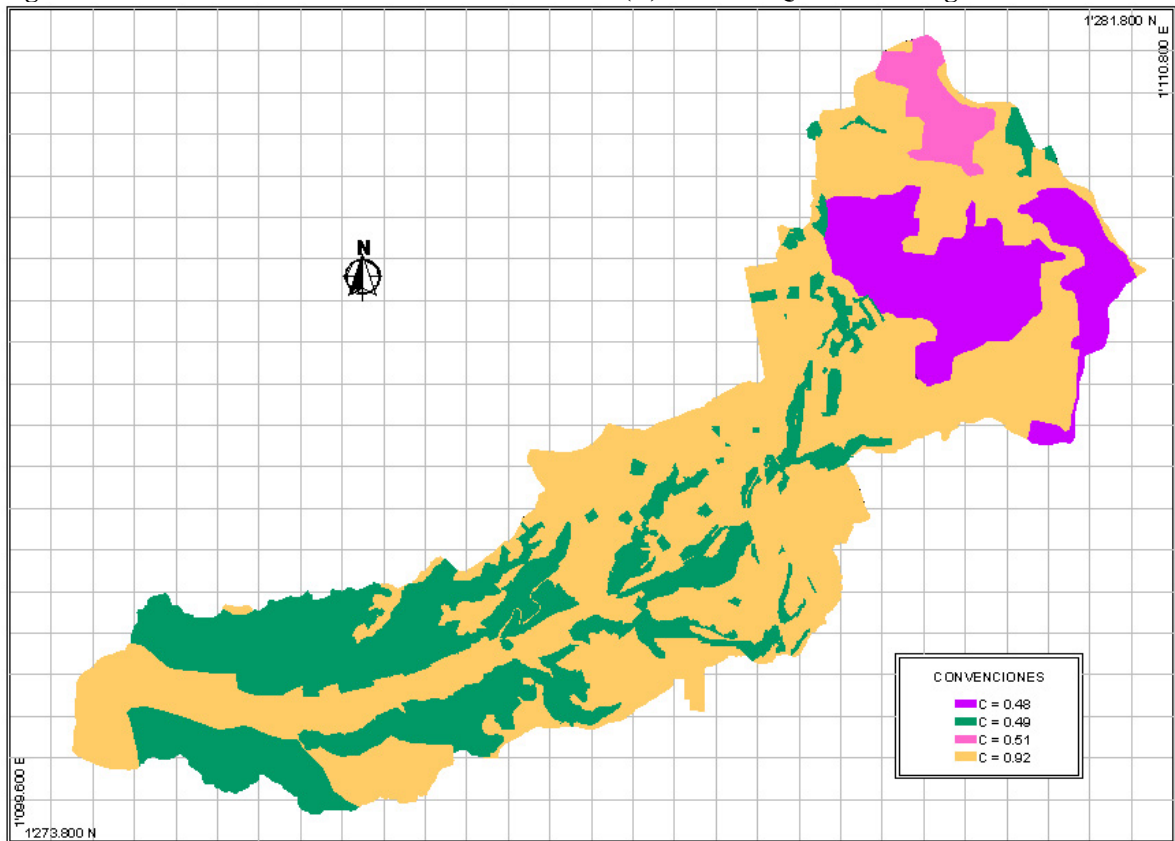 1'281.800 N
1'110.800 E
N
CONVENCIONES
C = 0.48
C = 0.49
C = 0.51
C = 0.92
1'099.600 E
1'273.800 N